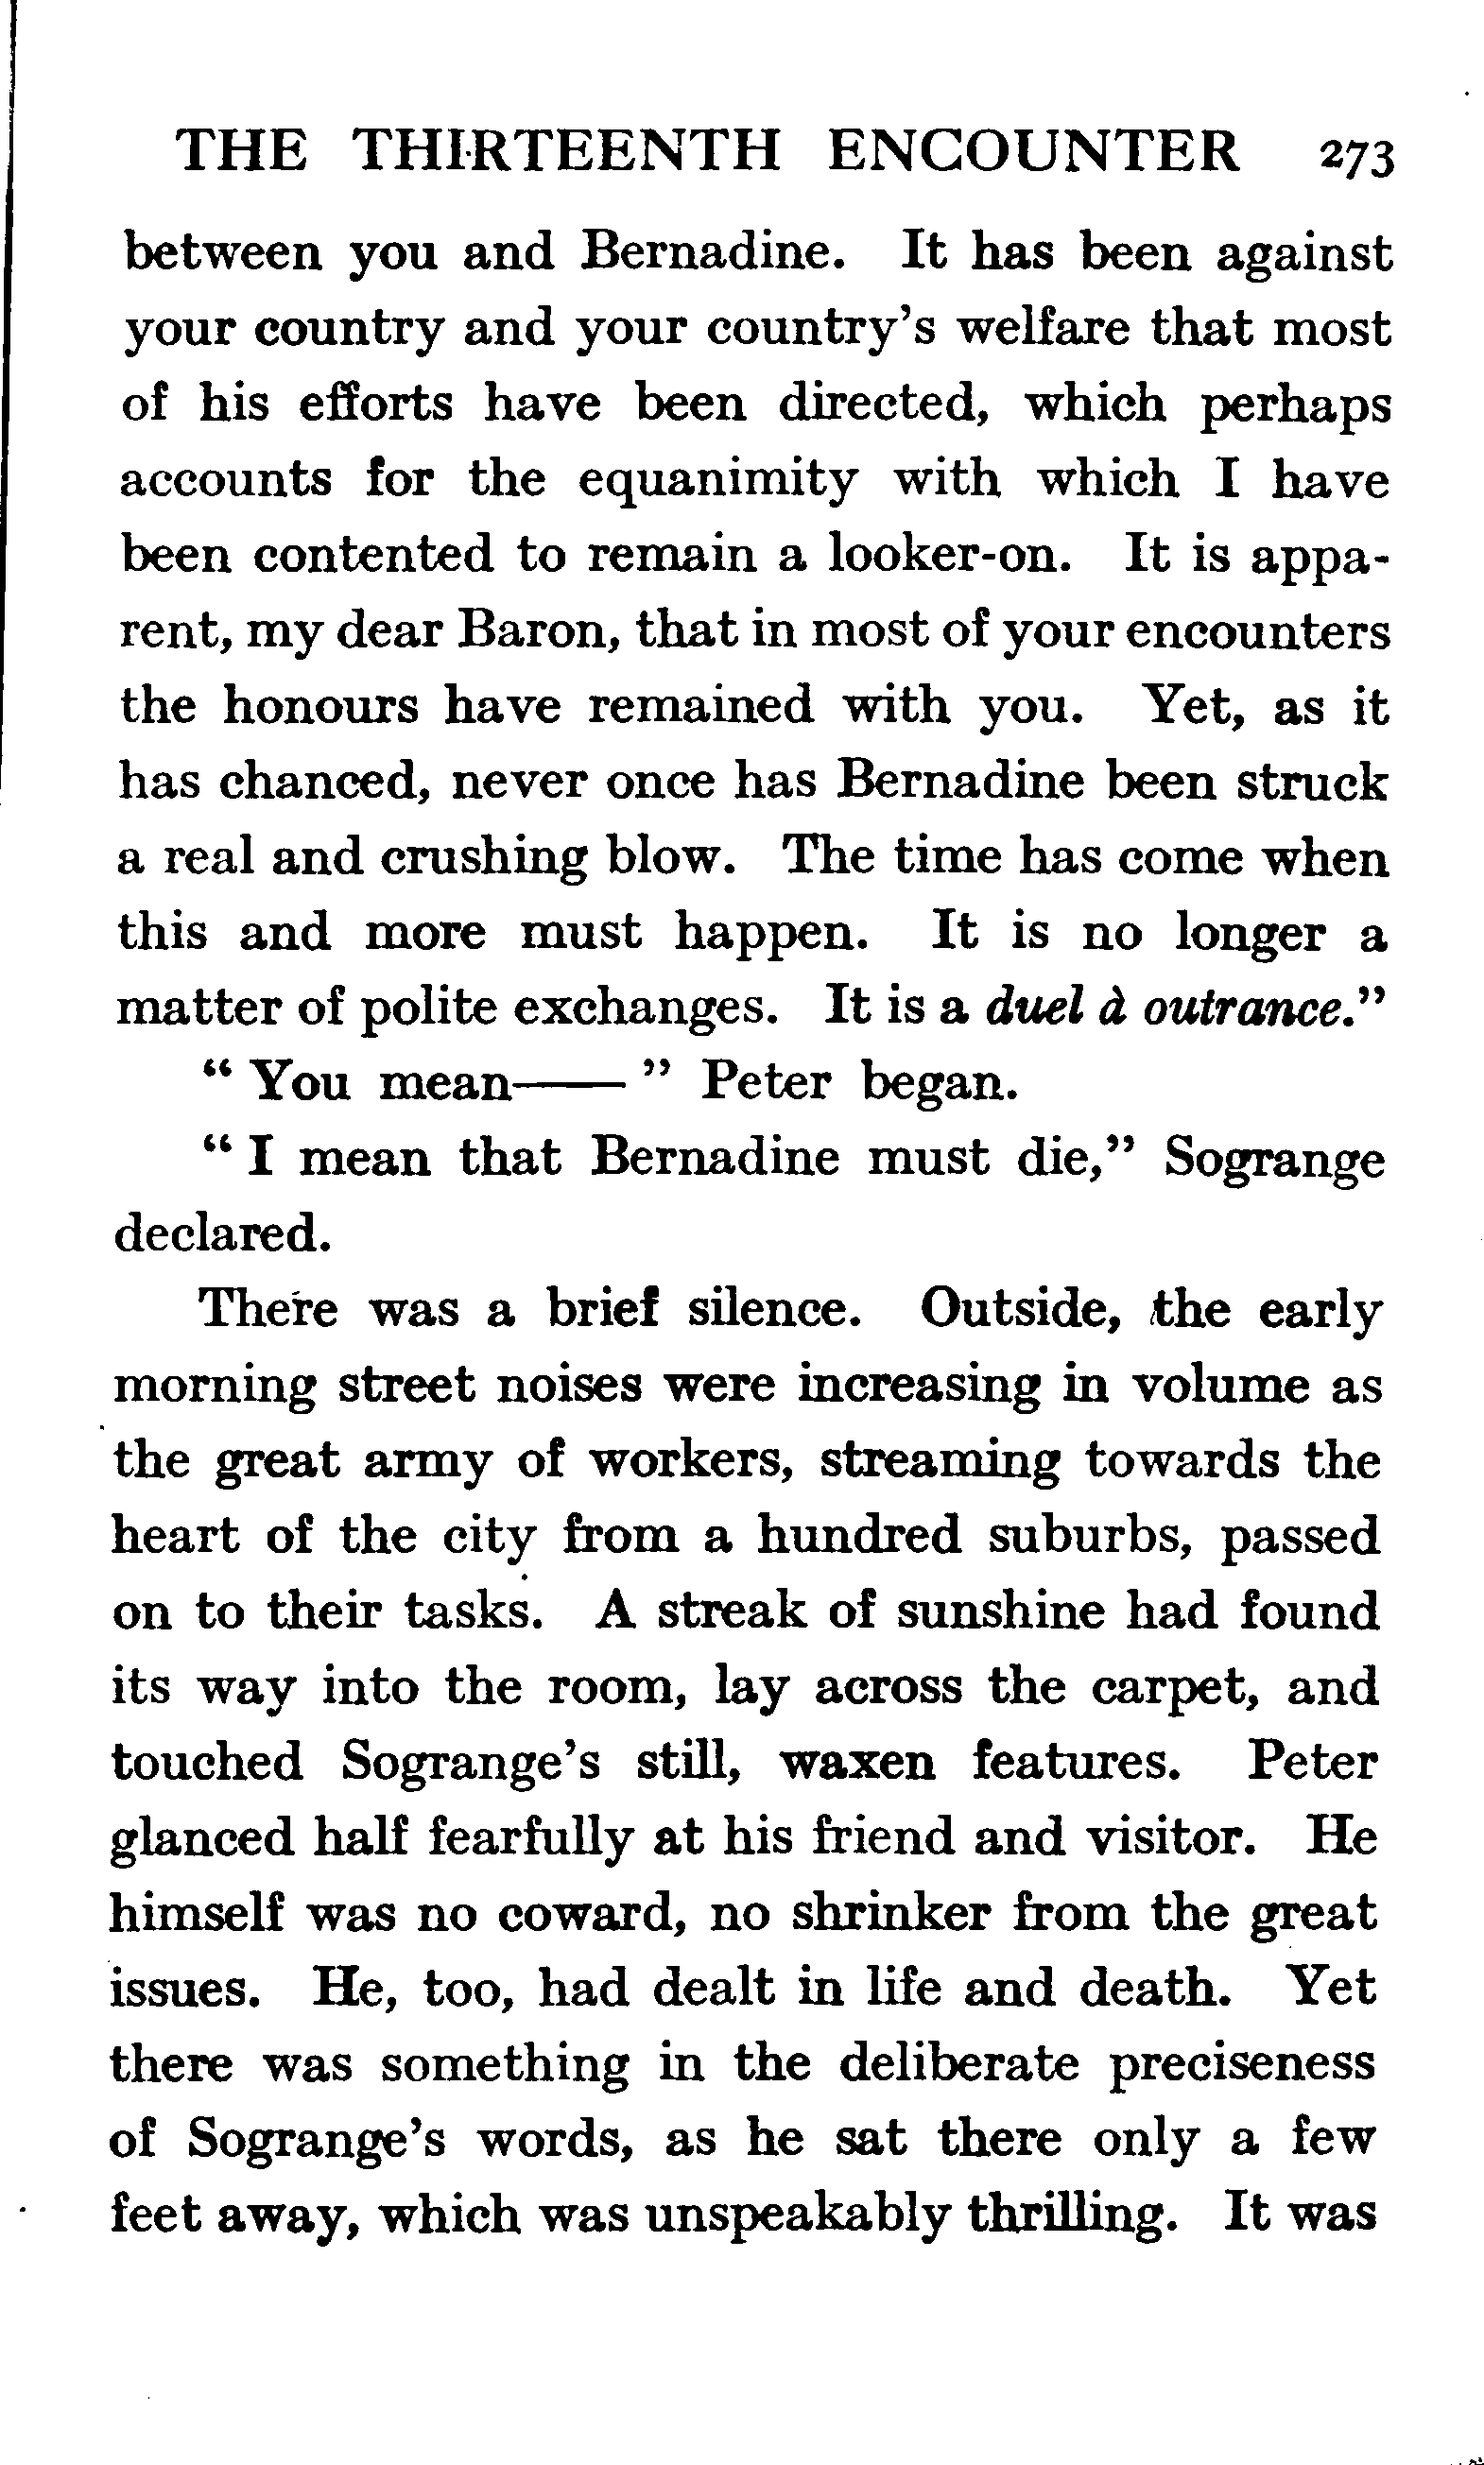 THE THIRTEENTH ENCOUNTER 273
between you and Bernadine. It has been against
your country and your country's welfare that most
of his efforts have been directed, which perhaps
accounts for the equanimity with which I have
been contented to remain a looker-on. It is appa-
rent, my dear Baron, that in most of your encounters
the honours have remained with you. Yet, as it
has chanced, never once has Bernadine been struck
a real and crushing blow. The time has come when
this and more must happen. It is no longer a
matter of polite exchanges. It is a duel à outrance."
" You mean—— " Peter began.
" I mean that Bernadine must die," Sogrange
declared.
There was a brief silence. Outside, the early
morning street noises were increasing in volume as
the great army of workers, streaming towards the
heart of the city from a hundred suburbs, passed
on to their tasks. A streak of sunshine had found
its way into the room, lay across the carpet, and
touched Sogrange's still, waxen features. Peter
glanced half fearfully at his friend and visitor. He
himself was no coward, no shrinker from the great
issues. He, too, had dealt in life and death. Yet
there was something in the deliberate preciseness
of Sogrange's words, as he sat there only a few
feet away, which was unspeakably thrilling. It was